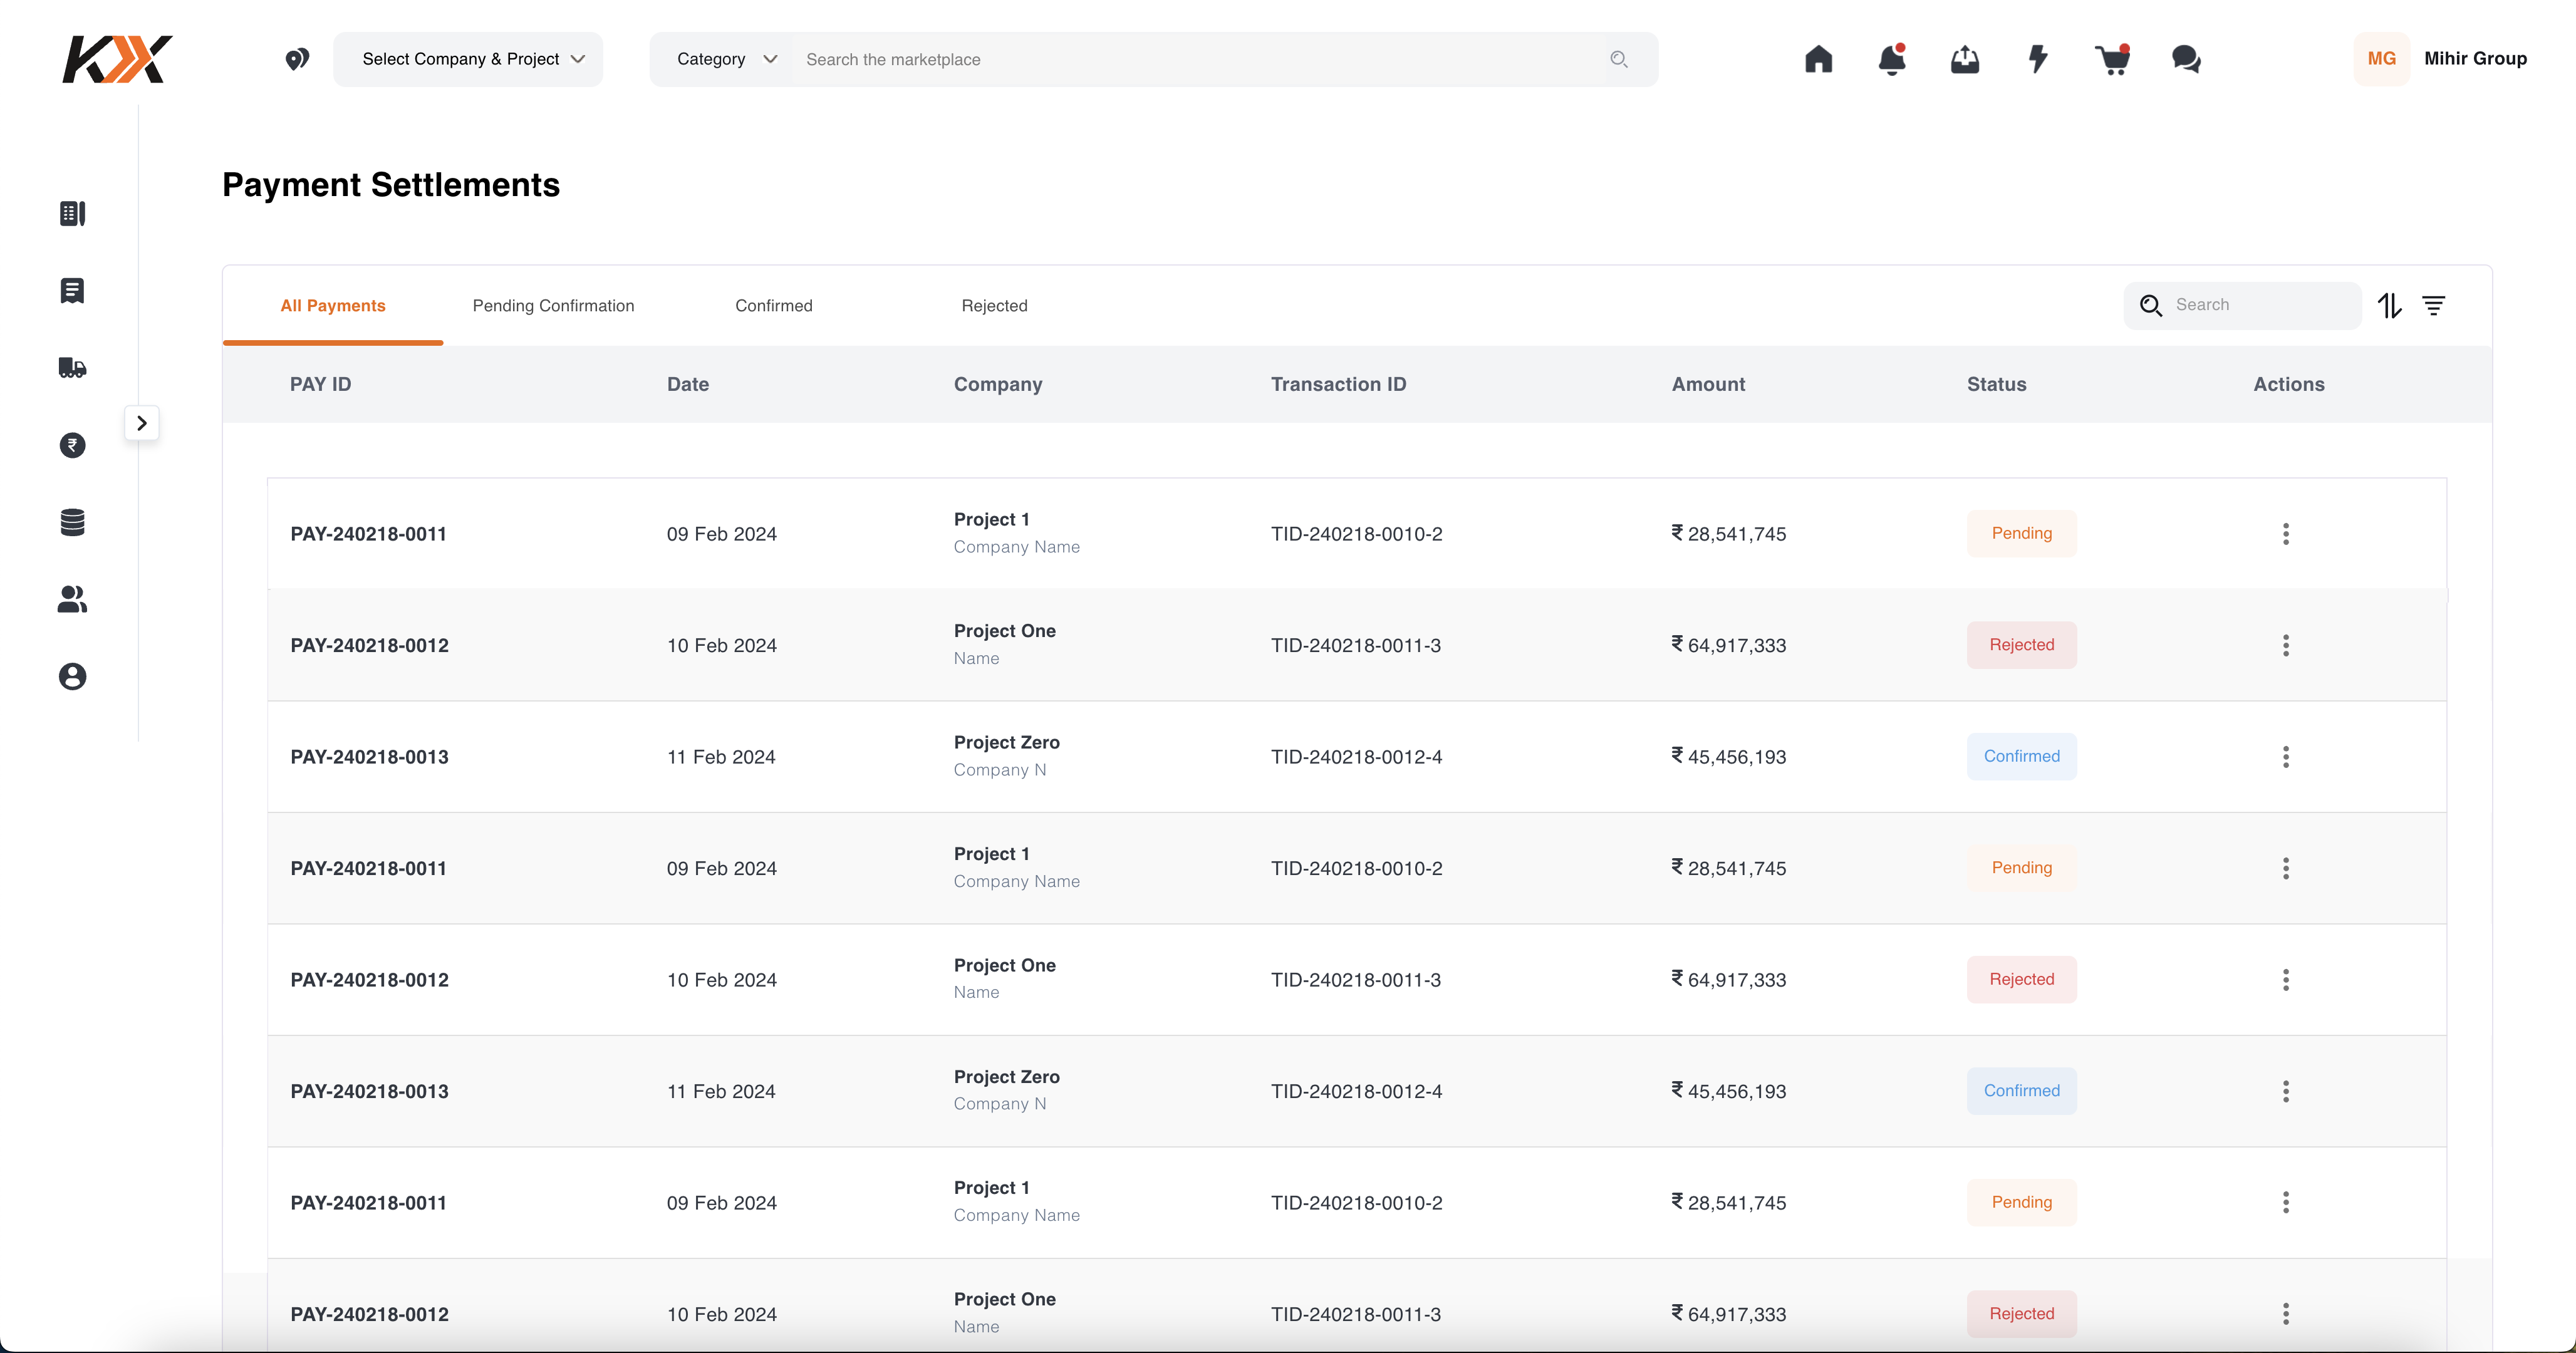 KX
Select Company & Project
Category
Search the marketplace
MG
Mihir Group
Payment Settlements
All Payments
Pending Confirmation
Confirmed
Rejected
Search
PAY ID Date Company Transaction ID Amount Status Actions
PAY-240218-0011 09 Feb 2024 Project 1 TID-240218-0010-2 ₹ 28,541,745 Pending
Company Name
PAY-240218-0012 10 Feb 2024 Project One TID-240218-0011-3 ₹ 64,917,333 Rejected
Name
PAY-240218-0013 11 Feb 2024 Project Zero TID-240218-0012-4 ₹ 45,456,193 Confirmed
Company N
PAY-240218-0011 09 Feb 2024 Project 1 TID-240218-0010-2 ₹ 28,541,745 Pending
Company Name
PAY-240218-0012 10 Feb 2024 Project One TID-240218-0011-3 ₹ 64,917,333 Rejected
Name
PAY-240218-0013 11 Feb 2024 Project Zero TID-240218-0012-4 ₹ 45,456,193 Confirmed
Company N
PAY-240218-0011 09 Feb 2024 Project 1 TID-240218-0010-2 ₹ 28,541,745 Pending
Company Name
PAY-240218-0012 10 Feb 2024 Project One TID-240218-0011-3 ₹ 64,917,333 Rejected
Name